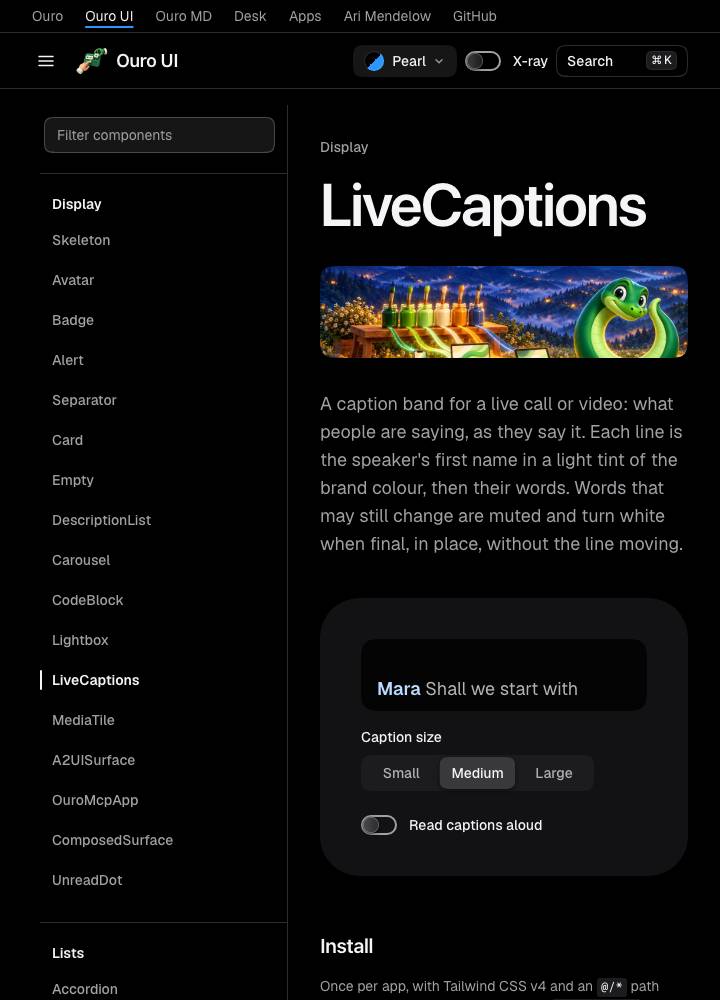 Ouro Ouro UI Ouro MD Desk Apps Ari Mendelow GitHub
Ouro UI Pearl X-ray Search ⌘K
Filter components
Display
Skeleton
Avatar
Badge
Alert
Separator
Card
Empty
DescriptionList
Carousel
CodeBlock
Lightbox
LiveCaptions
MediaTile
A2UISurface
OuroMcpApp
ComposedSurface
UnreadDot
Lists
Accordion
Display
LiveCaptions
A caption band for a live call or video: what
people are saying, as they say it. Each line is
the speaker's first name in a light tint of the
brand colour, then their words. Words that
may still change are muted and turn white
when final, in place, without the line moving.
Mara Shall we start with
Caption size
Small Medium Large
Read captions aloud
Install
Once per app, with Tailwind CSS v4 and an @/* path